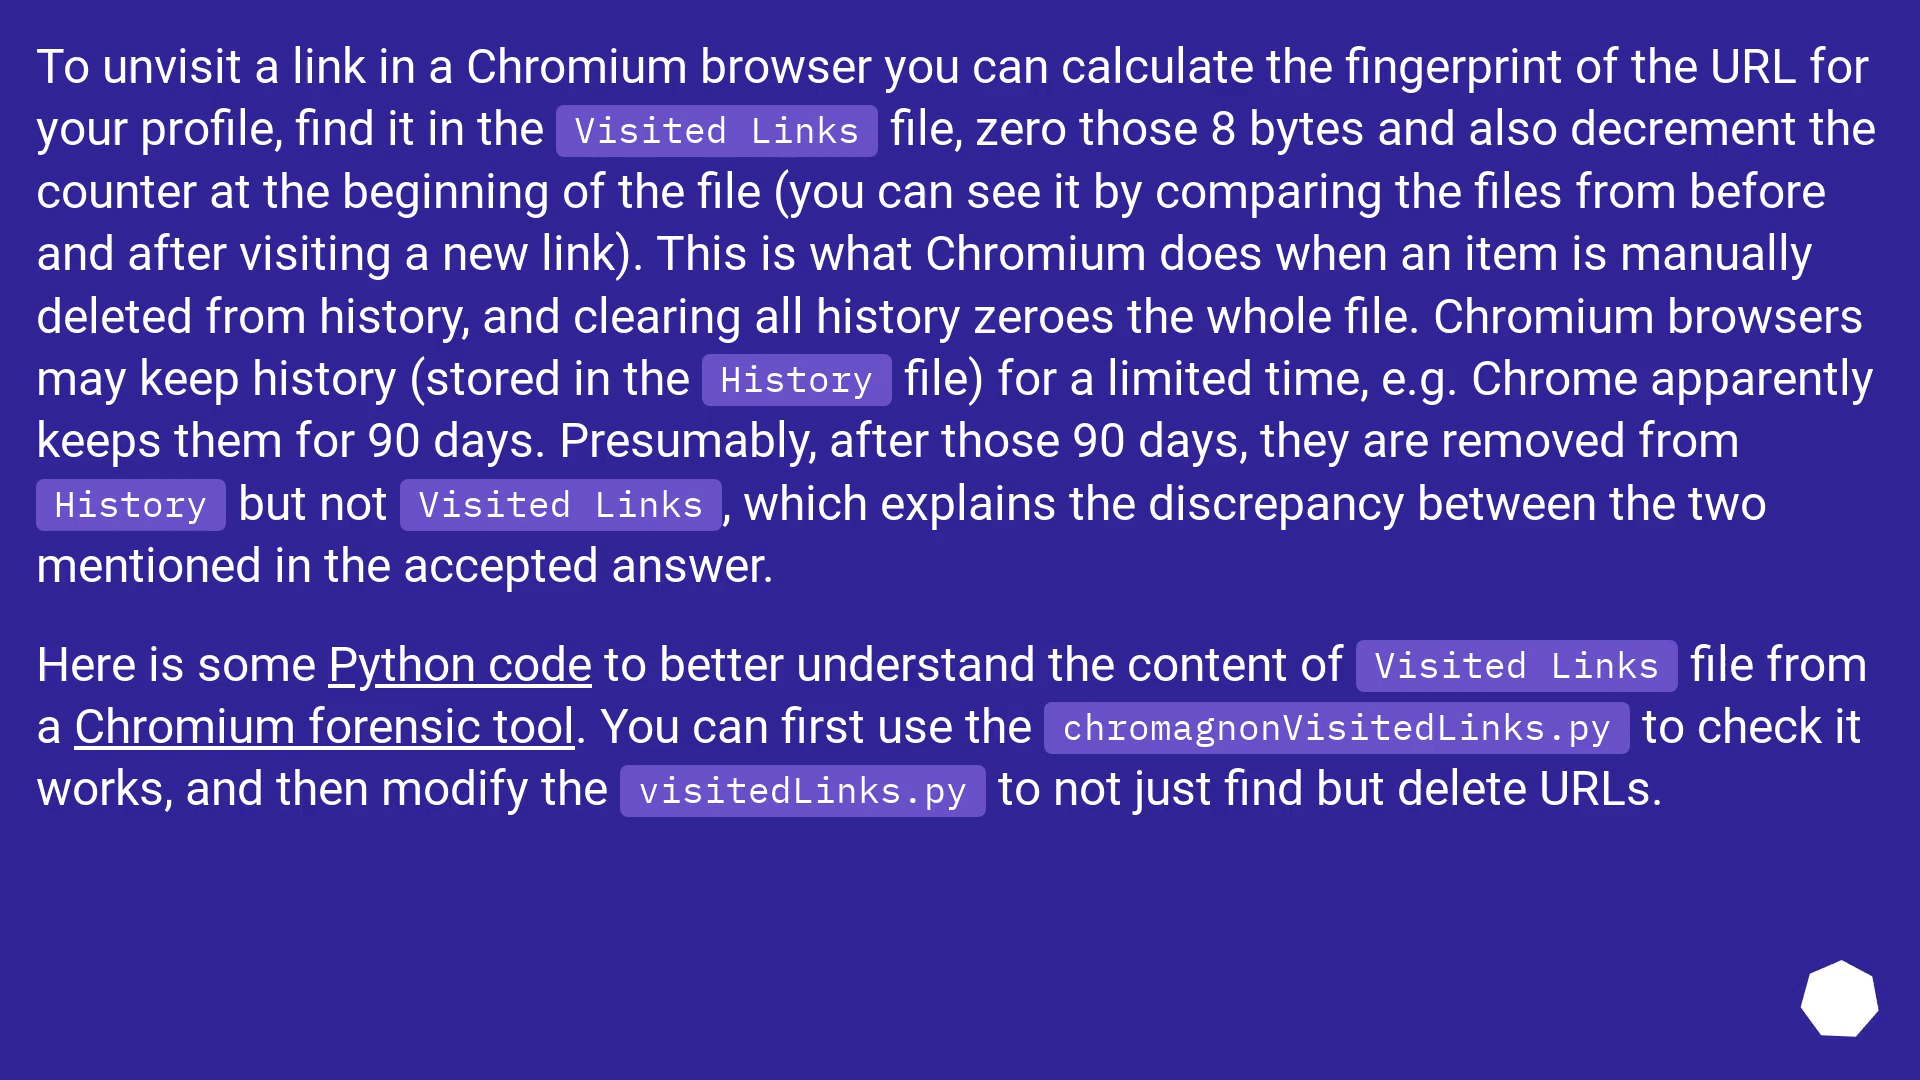 To unvisit a link in a Chromium browser you can calculate the fingerprint of the URL for
your profile, find it in the Visited Links file, zero those 8 bytes and also decrement the
counter at the beginning of the file (you can see it by comparing the files from before
and after visiting a new link). This is what Chromium does when an item is manually
deleted from history, and clearing all history zeroes the whole file. Chromium browsers
may keep history (stored in the History file) for a limited time, e.g. Chrome apparently
keeps them for 90 days. Presumably, after those 90 days, they are removed from
History but not Visited Links, which explains the discrepancy between the two
mentioned in the accepted answer.
Here is some Python code to better understand the content of Visited Links file from
a Chromium forensic tool. You can first use the chromagnonVisitedLinks.py to check it
works, and then modify the visitedLinks.py to not just find but delete URLs.